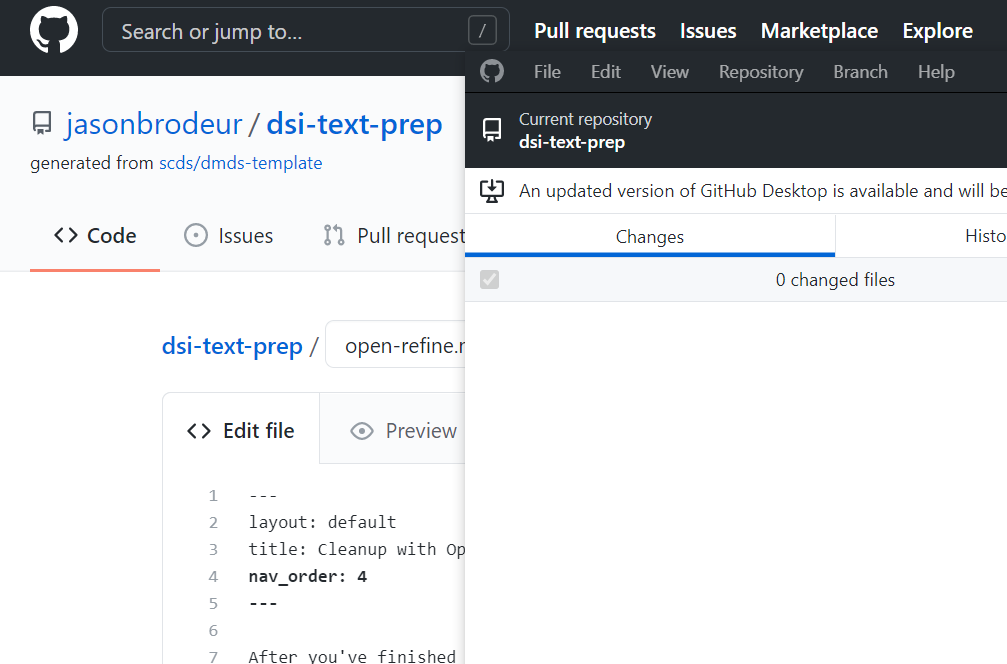 Search or jump to... /
Pull requests Issues Marketplace Explore
File Edit View Repository Branch Help
jasonbrodeur / dsi-text-prep
generated from scds/dmds-template
Code Issues Pull request
dsi-text-prep / open-refine.
Edit file Preview
1 ---
2 layout: default
3 title: Cleanup with Op
4 nav_order: 4
5 ---
6
7 After you've finished
Current repository
dsi-text-prep
An updated version of GitHub Desktop is available and will be
Changes Histo
0 changed files